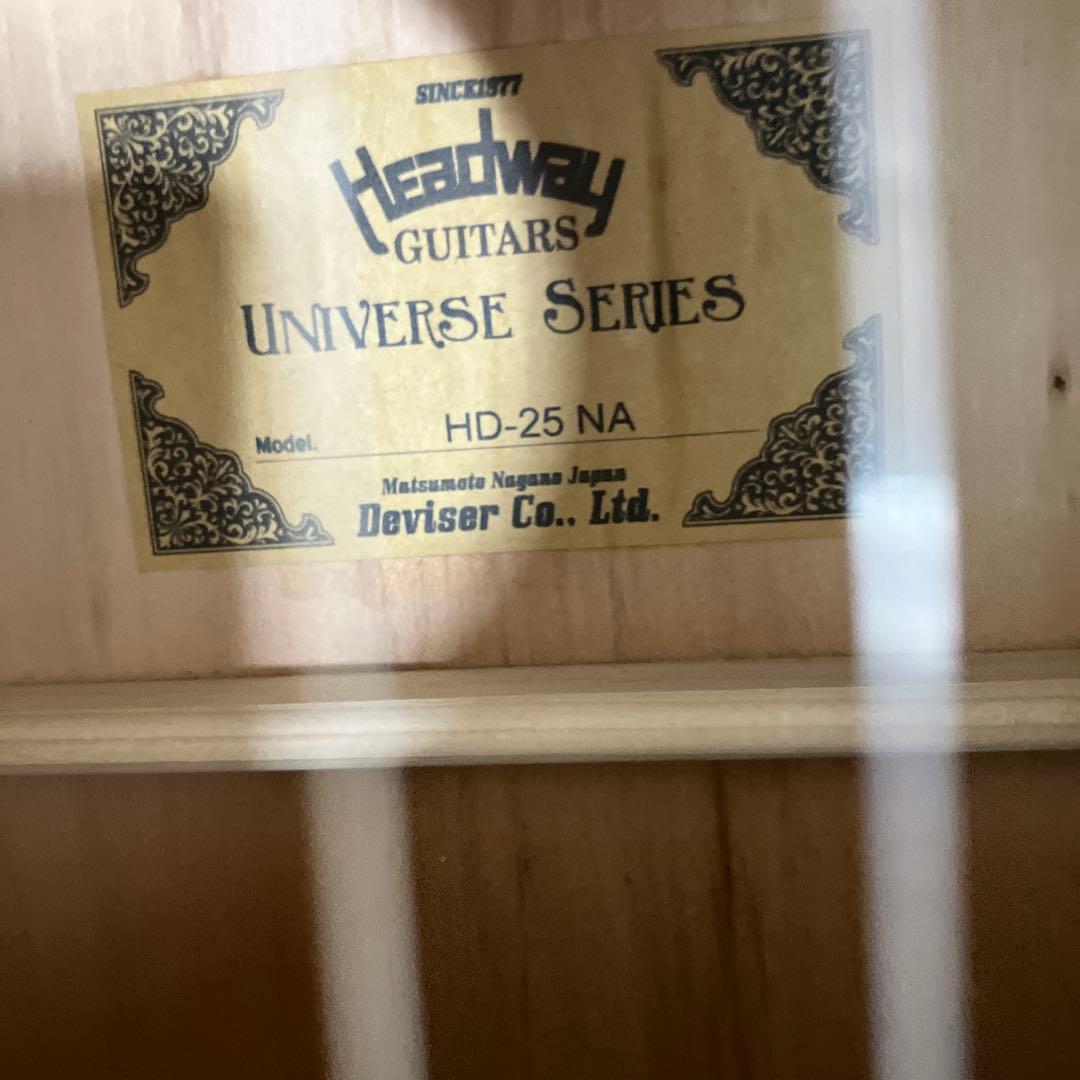 SINCE1977
Headway
GUITARS
UNIVERSE SERIES
Model. HD-25 NA
Matsumoto Nagano Japan
Deviser Co., Ltd.